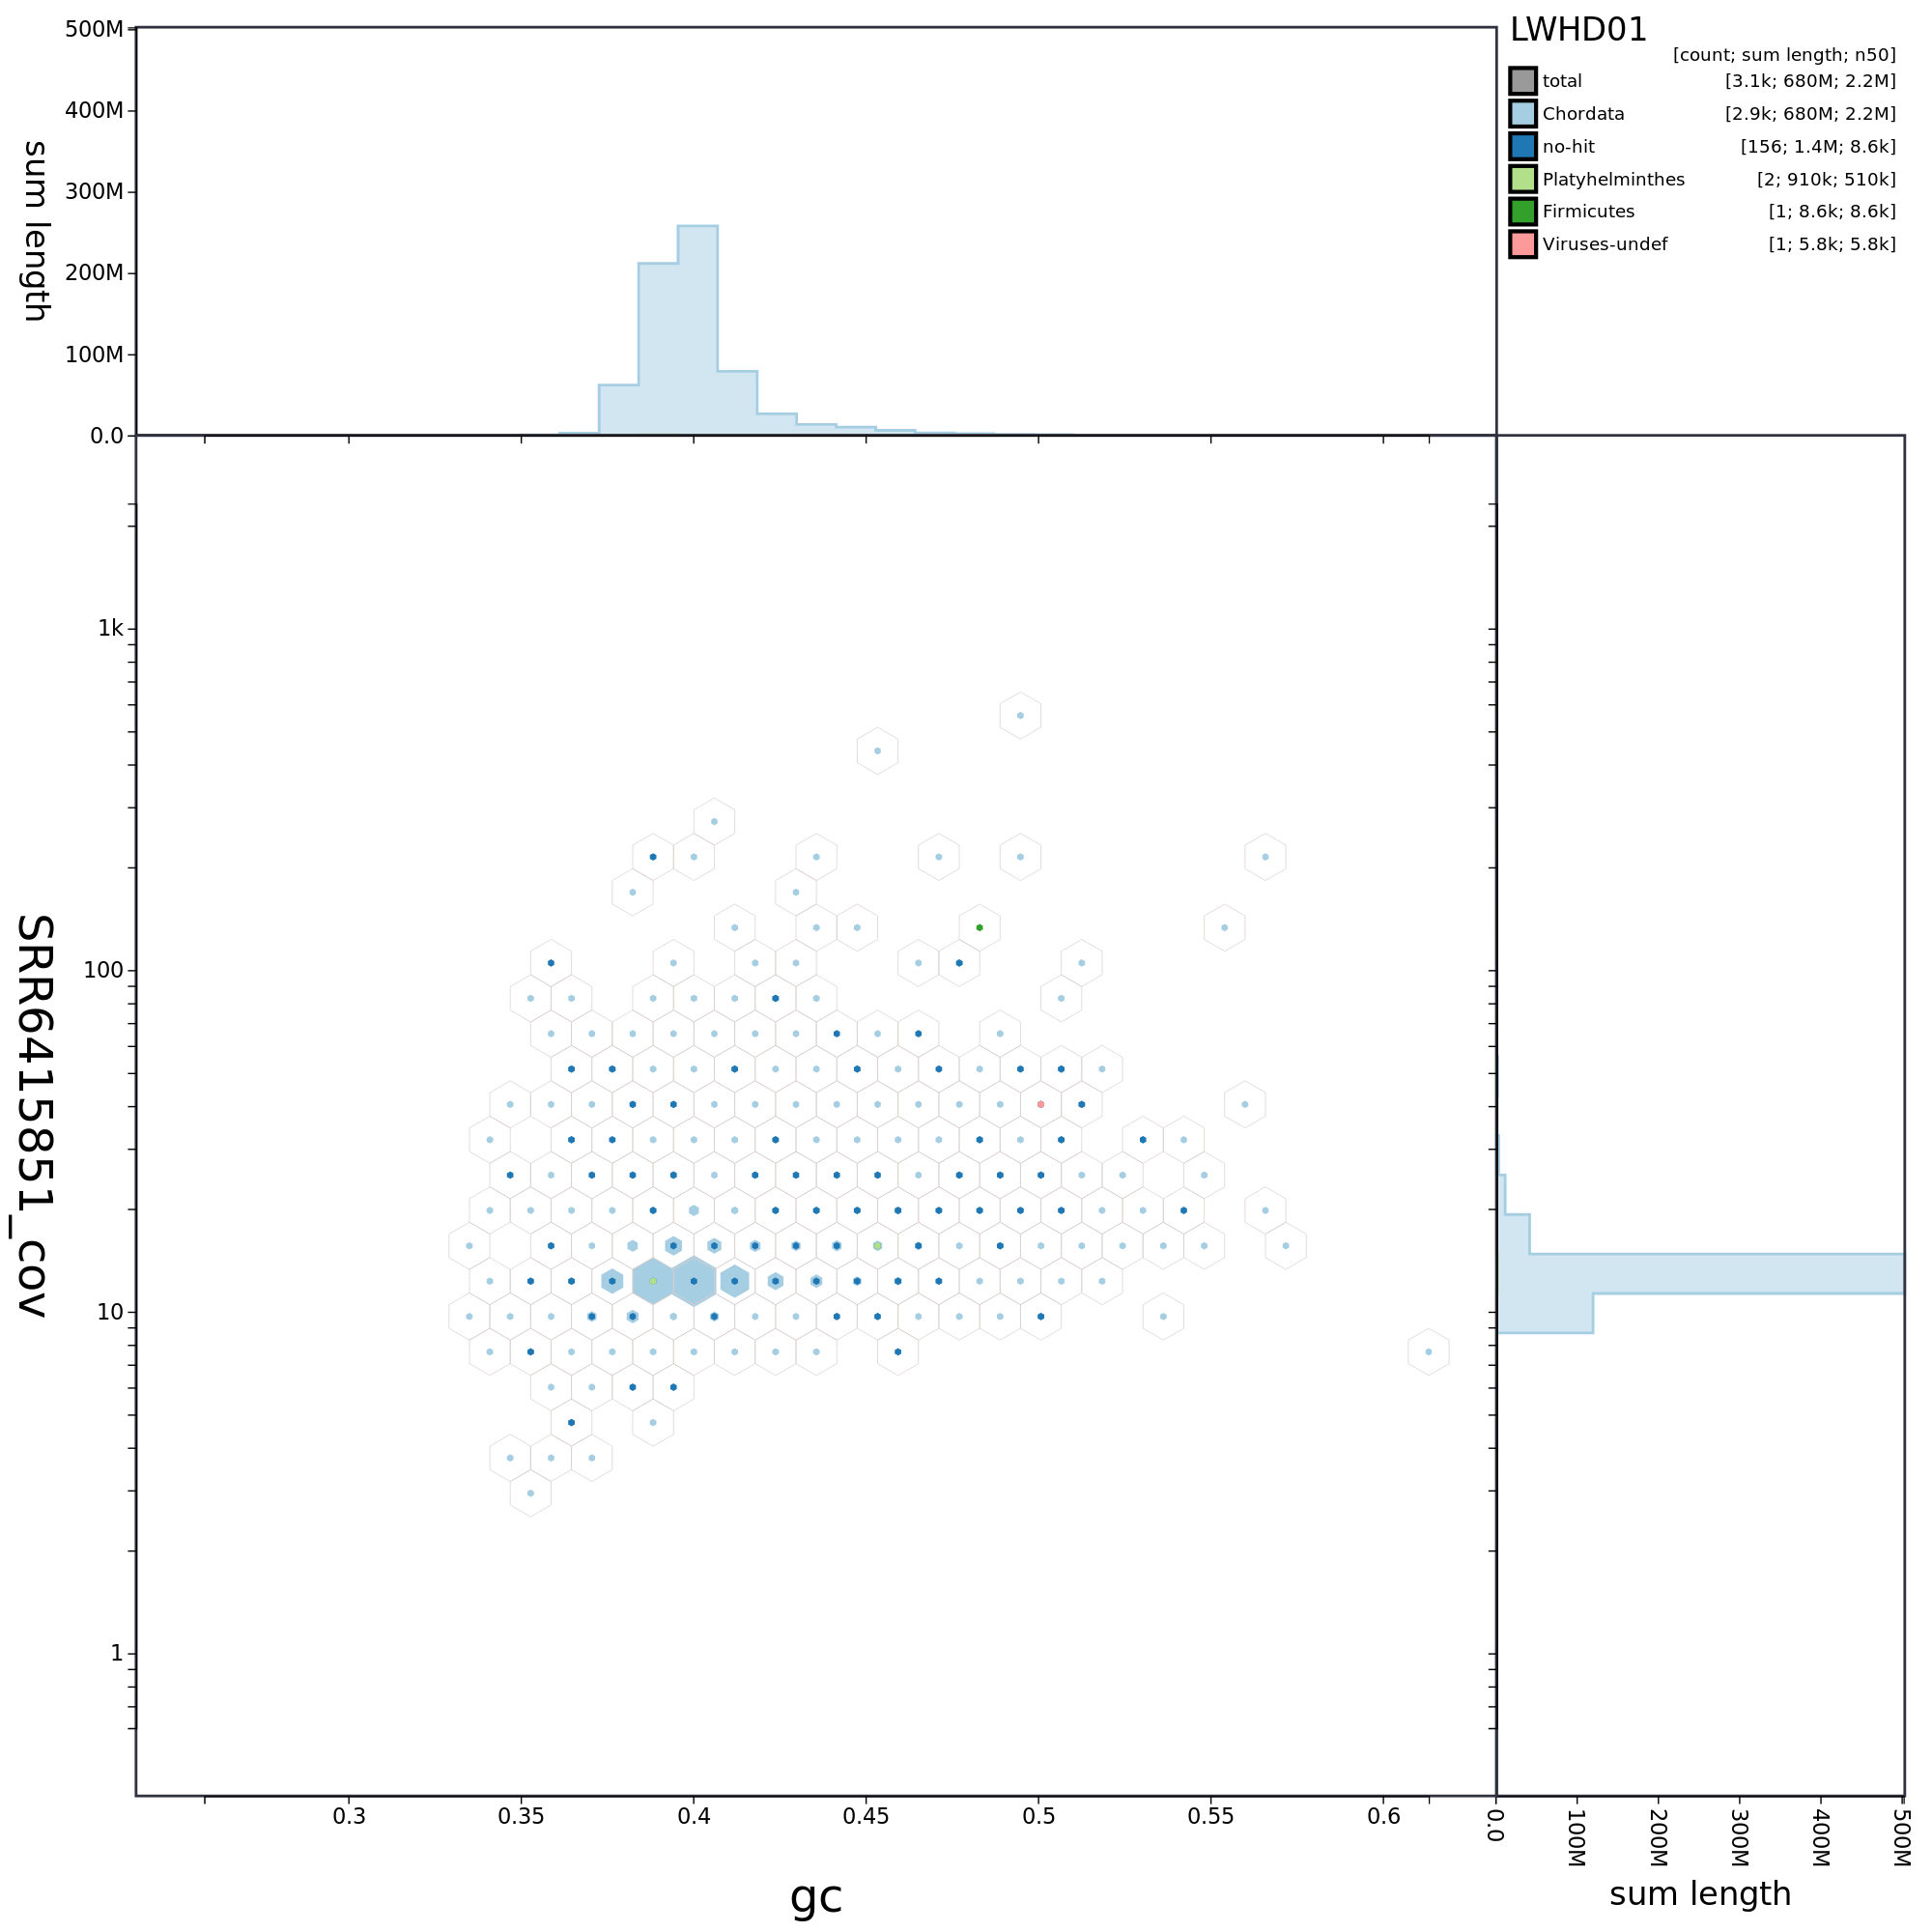 LWHD01
[count; sum length; n50]
total [3.1k; 680M; 2.2M]
Chordata [2.9k; 680M; 2.2M]
no-hit [156; 1.4M; 8.6k]
Platyhelminthes [2; 910k; 510k]
Firmicutes [1; 8.6k; 8.6k]
Viruses-undef [1; 5.8k; 5.8k]
500M
400M
300M
200M
100M
0.0
sum length
1k
100
10
1
SRR6415851_cov
0.3 0.35 0.4 0.45 0.5 0.55 0.6
gc
0.0 100M 200M 300M 400M 500M
sum length